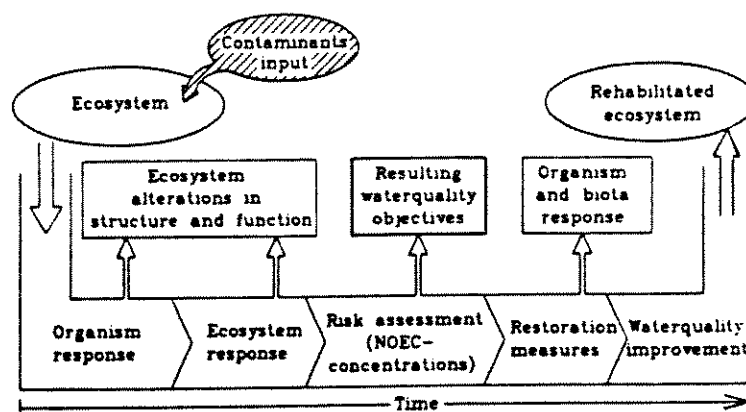 Contaminants
input
Ecosystem
Rehabilitated
ecosystem
Ecosystem
alterations in
structure and function
Resulting
waterquality
objectives
Organism
and biota
response
Organism
response
Ecosystem
response
Risk assessment
(NOEC-
concentrations)
Restoration
measures
Waterquality
improvement
Time